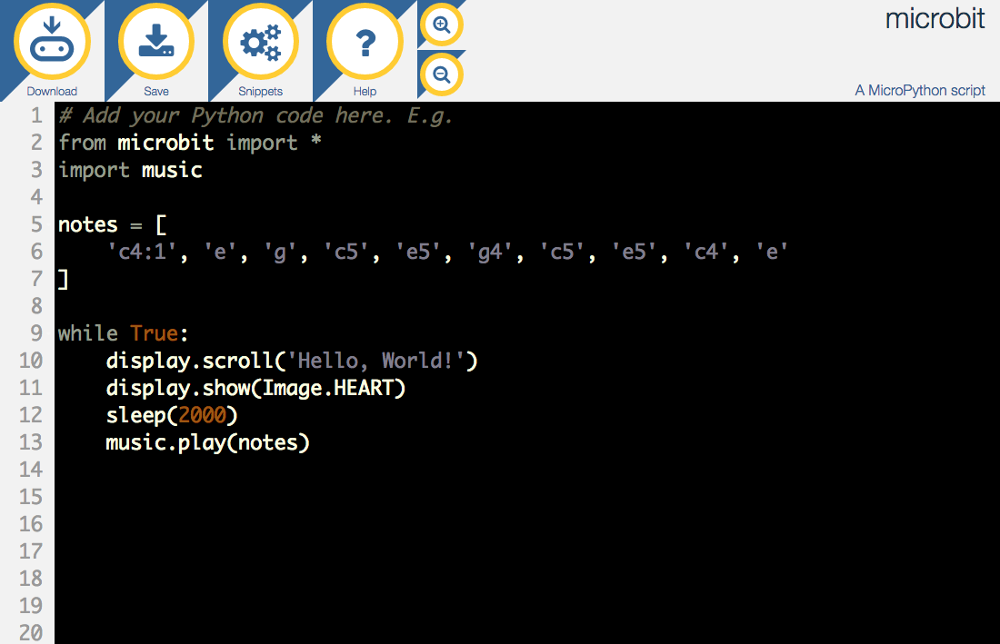 Download Save Snippets Help
microbit
A MicroPython script
1 # Add your Python code here. E.g.
2 from microbit import *
3 import music
4
5 notes = [
6     'c4:1', 'e', 'g', 'c5', 'e5', 'g4', 'c5', 'e5', 'c4', 'e'
7 ]
8
9 while True:
10     display.scroll('Hello, World!')
11     display.show(Image.HEART)
12     sleep(2000)
13     music.play(notes)
14
15
16
17
18
19
20